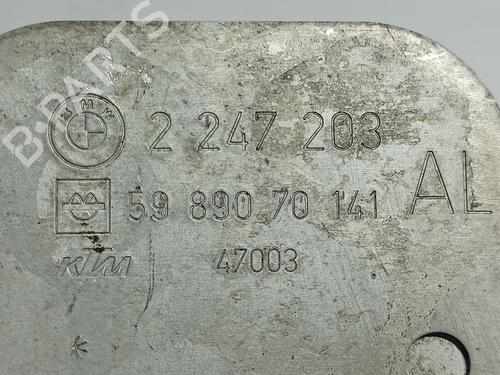 B-PARTS
BMW 2 247 203
59 890 70 141 AL
KTM 47003